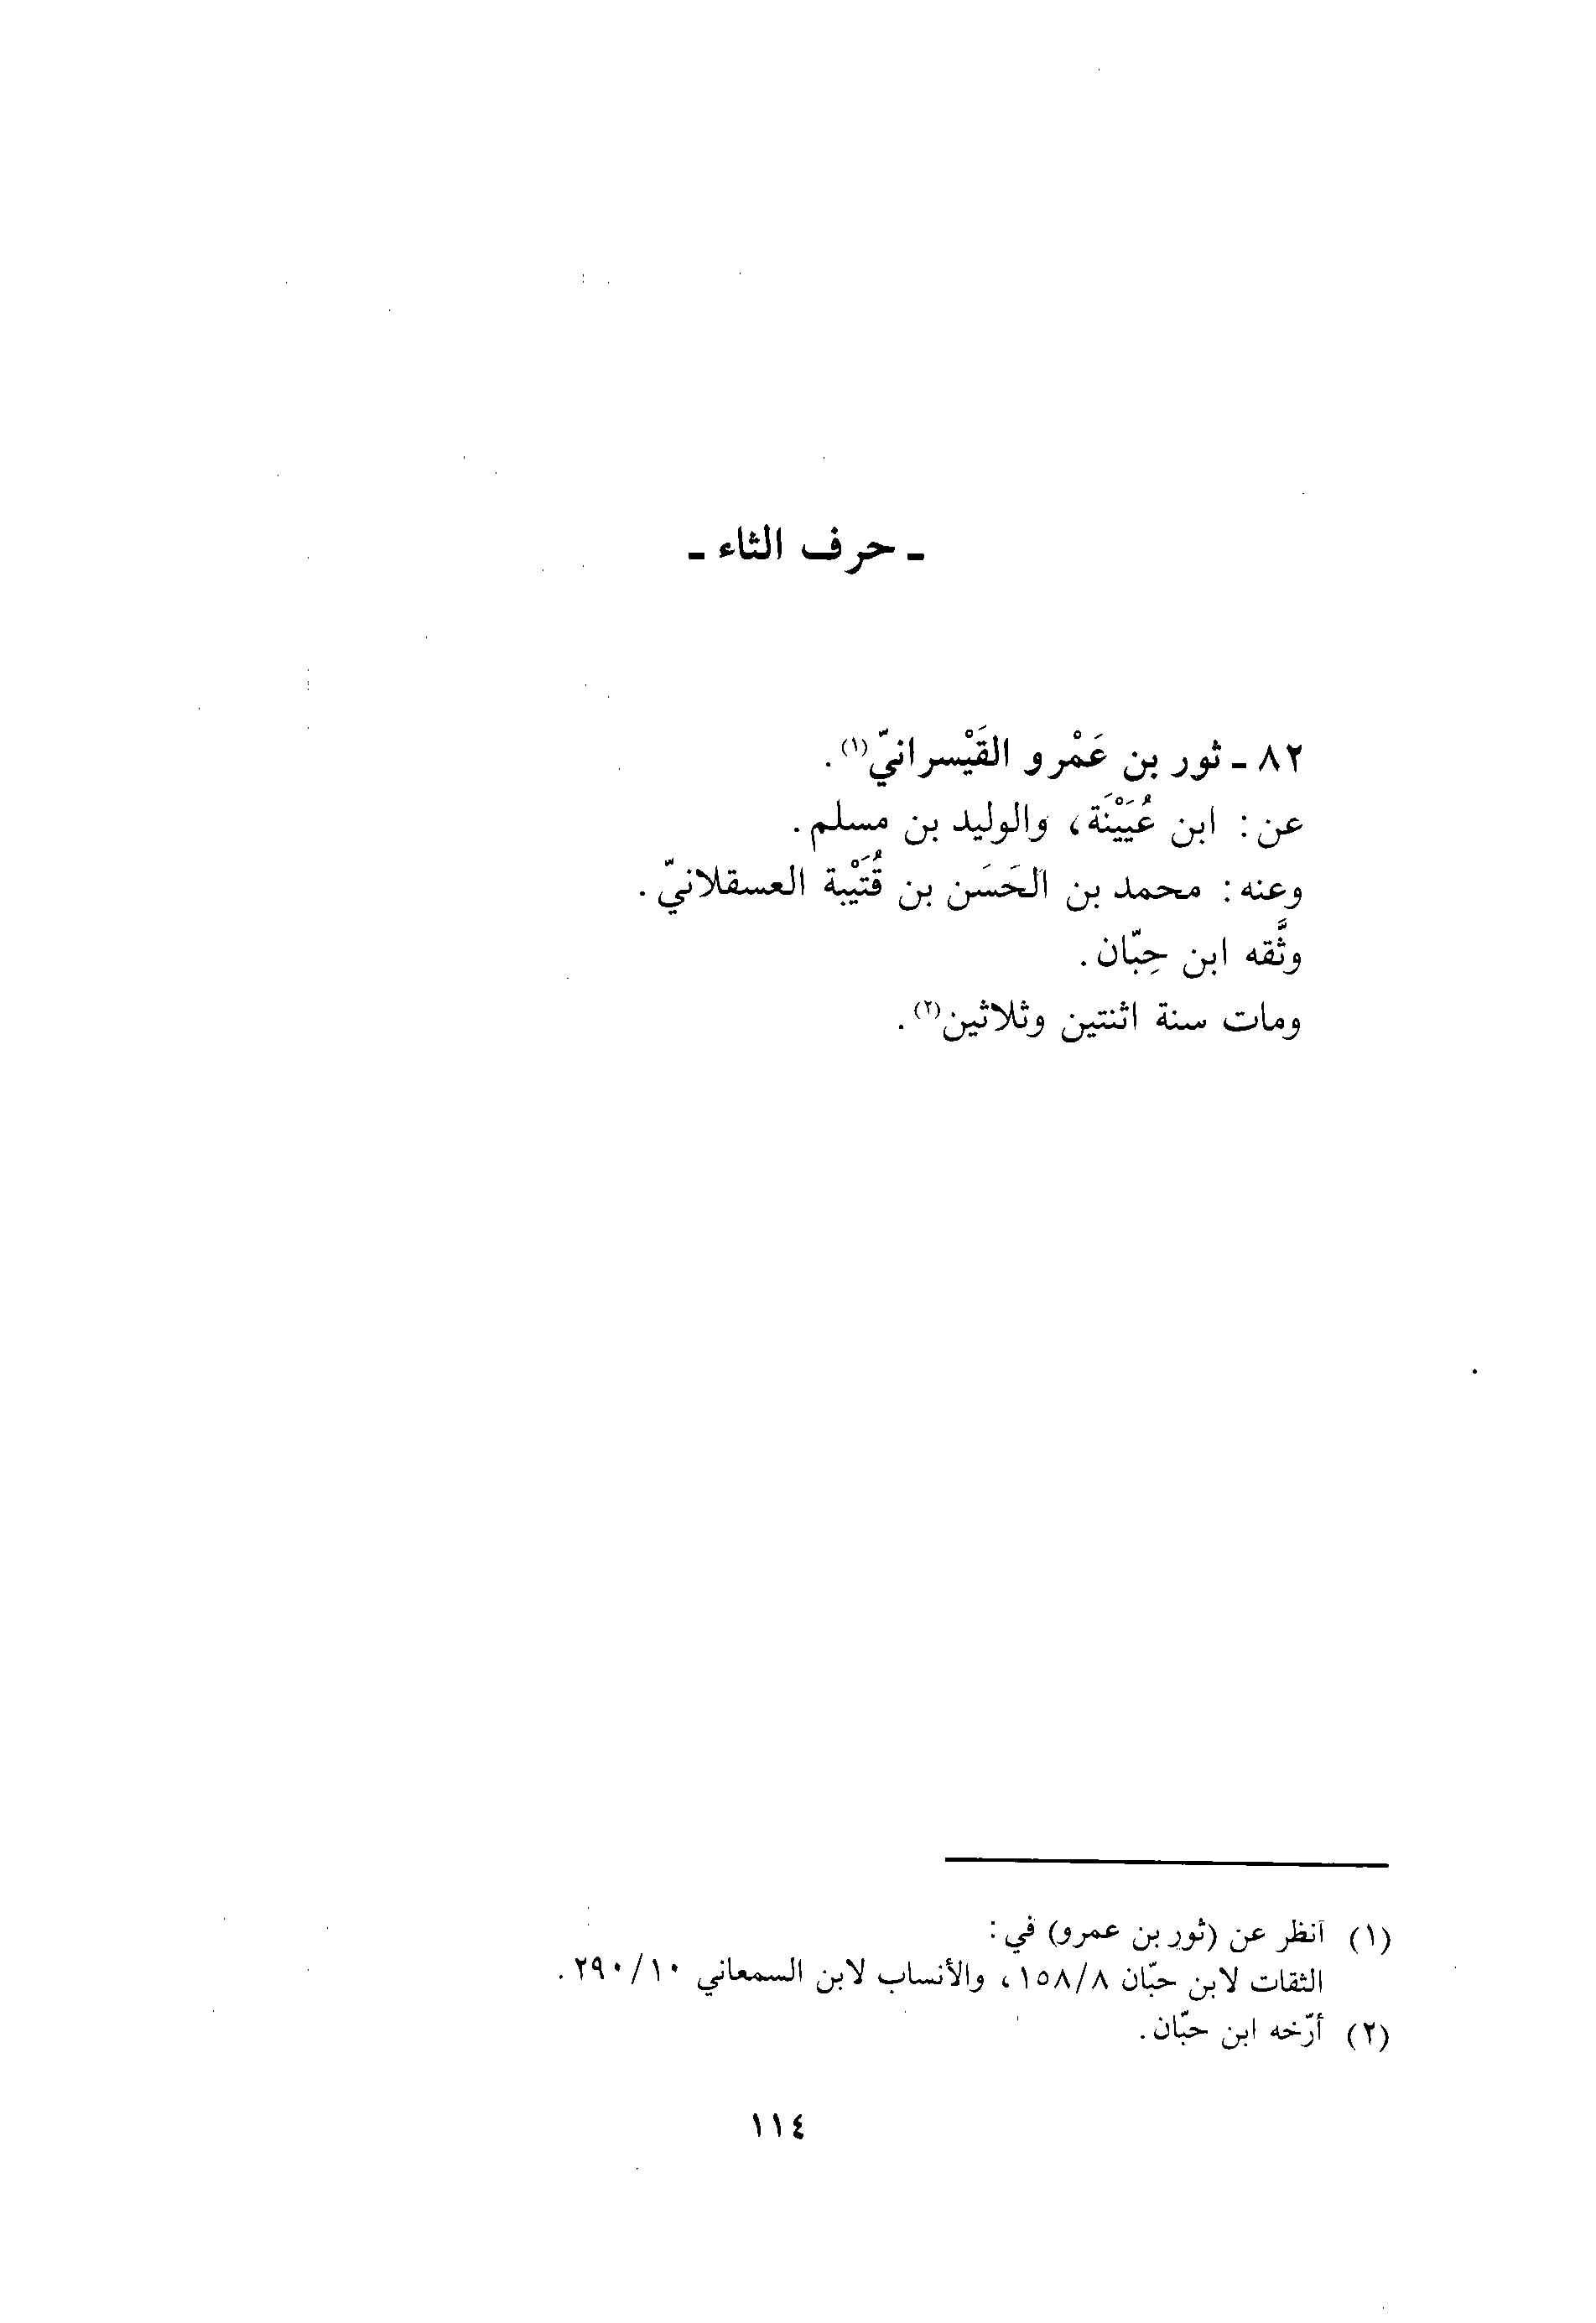 - حرف الثاء -
٨٢ - ثور بن عَمْرو القَيْسرانيّ(١).
عن: ابن عُيَيْنَة، والوليد بن مسلم.
وعنه: محمد بن الحَسَن بن قُتَيْبة العسقلانيّ.
وثَّقه ابن حِبّان.
ومات سنة اثنتين وثلاثين(٢).
(١) أنظر عن (ثور بن عمرو) في:
الثقات لابن حبّان ١٥٨/٨، والأنساب لابن السمعاني ٢٩٠/١٠.
(٢) أرّخه ابن حبّان.
١١٤